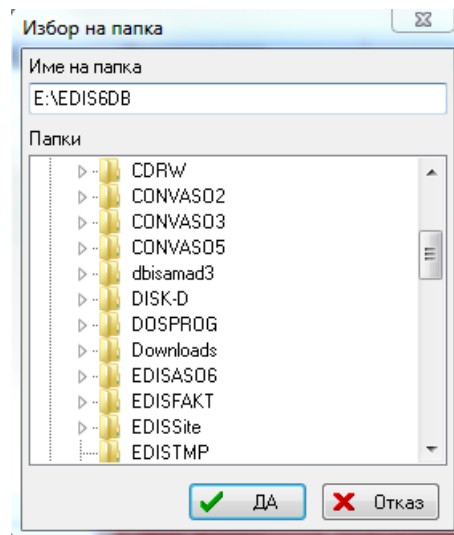 Избор на папка
Име на папка
E:\EDIS6DB
Папки
CDRW
CONVASO2
CONVASO3
CONVASO5
dbisamad3
DISK-D
DOSPROG
Downloads
EDISASO6
EDISFAKT
EDISSite
EDISTMP
ДА Отказ